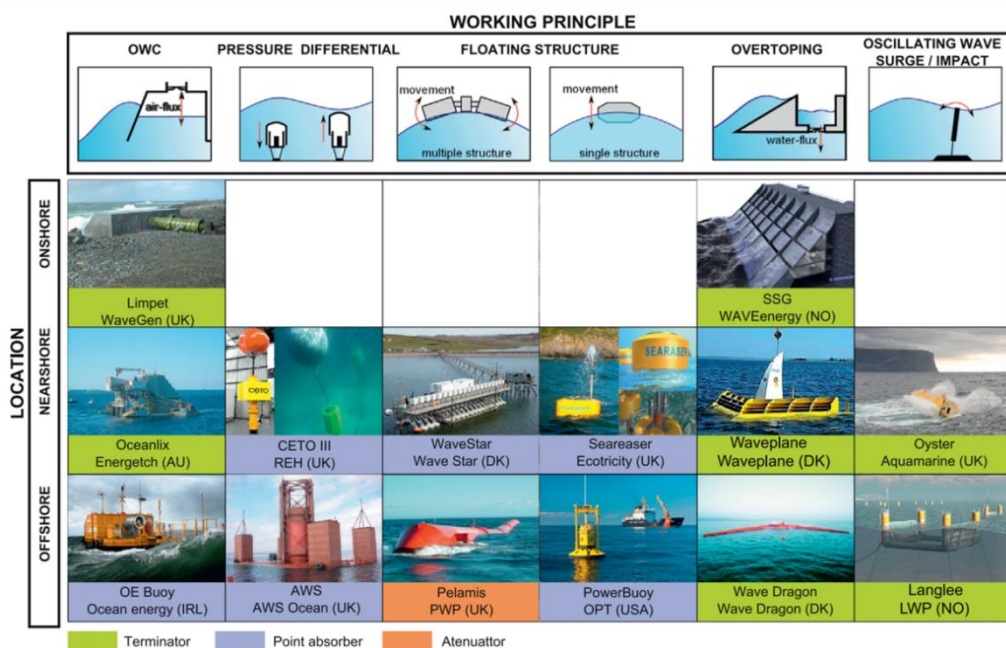 WORKING PRINCIPLE
OWC
PRESSURE DIFFERENTIAL
FLOATING STRUCTURE
OVERTOPING
OSCILLATING WAVE
SURGE / IMPACT
air-flux
movement
multiple structure
movement
single structure
water-flux
LOCATION
ONSHORE
Limpet
WaveGen (UK)
SSG
WAVEenergy (NO)
NEARSHORE
CETO
SEARASER
Oceanlix
Energetch (AU)
CETO III
REH (UK)
WaveStar
Wave Star (DK)
Seareaser
Ecotricity (UK)
Waveplane
Waveplane (DK)
Oyster
Aquamarine (UK)
OFFSHORE
OE Buoy
Ocean energy (IRL)
AWS
AWS Ocean (UK)
Pelamis
PWP (UK)
PowerBuoy
OPT (USA)
Wave Dragon
Wave Dragon (DK)
Langlee
LWP (NO)
Terminator
Point absorber
Atenuattor